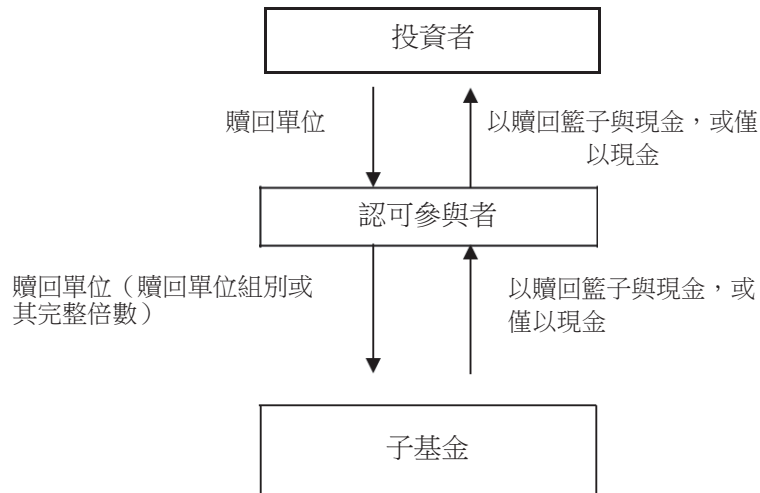 投資者
贖回單位
以贖回籃子與現金，或僅
以現金
認可參與者
贖回單位（贖回單位組別或
其完整倍數）
以贖回籃子與現金，或
僅以現金
子基金